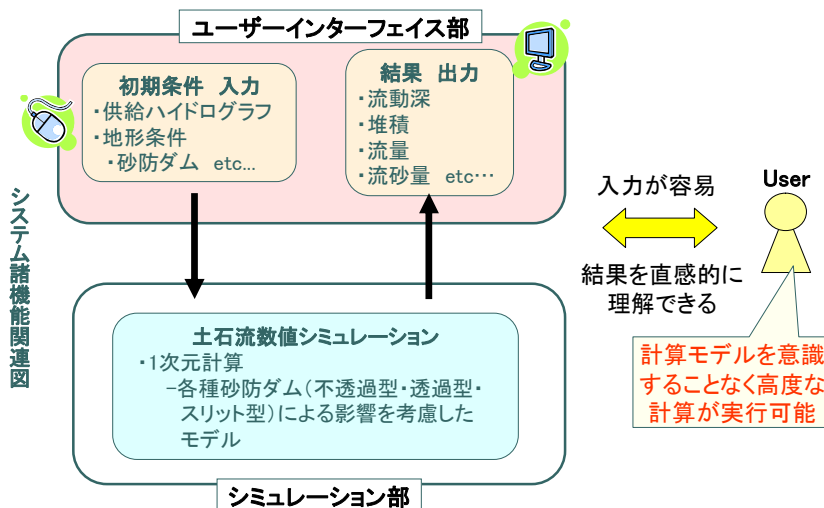 ユーザーインターフェイス部
初期条件 入力
・供給ハイドログラフ
・地形条件
・砂防ダム etc...
結果 出力
・流動深
・堆積
・流量
・流砂量 etc…
システム諸機能関連図
入力が容易
User
結果を直感的に
理解できる
計算モデルを意識
することなく高度な
計算が実行可能
土石流数値シミュレーション
・1次元計算
−各種砂防ダム(不透過型・透過型・
スリット型)による影響を考慮した
モデル
シミュレーション部